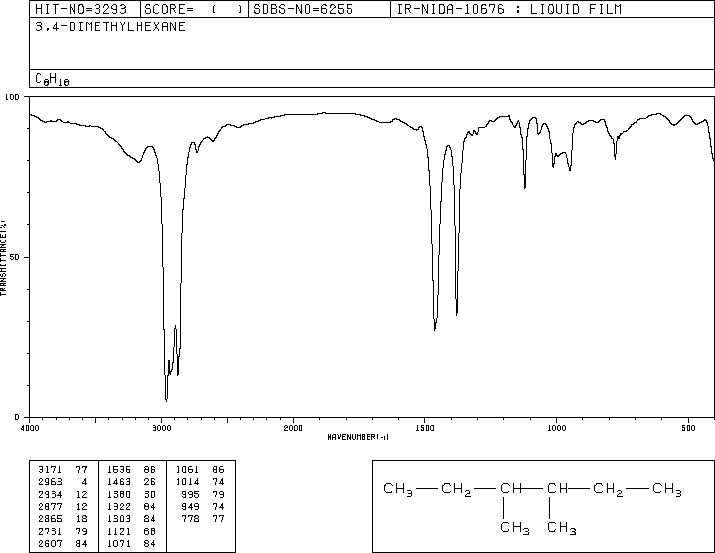 HIT-NO=3293 SCORE= ( ) SDBS-NO=6255 IR-NIDA-10676 : LIQUID FILM
3,4-DIMETHYLHEXANE
C8H18
100
50
0
TRANSMITTANCE(%)
4000 3000 2000 1500 1000 500
WAVENUMBER(-1)
3171 77 1536 86 1061 86
2963 4 1463 26 1014 74
2934 12 1380 30 995 79
2877 12 1322 84 949 74
2865 18 1303 84 778 77
2731 79 1121 68
2607 84 1071 84
CH3 CH2 CH CH CH2 CH3
CH3 CH3